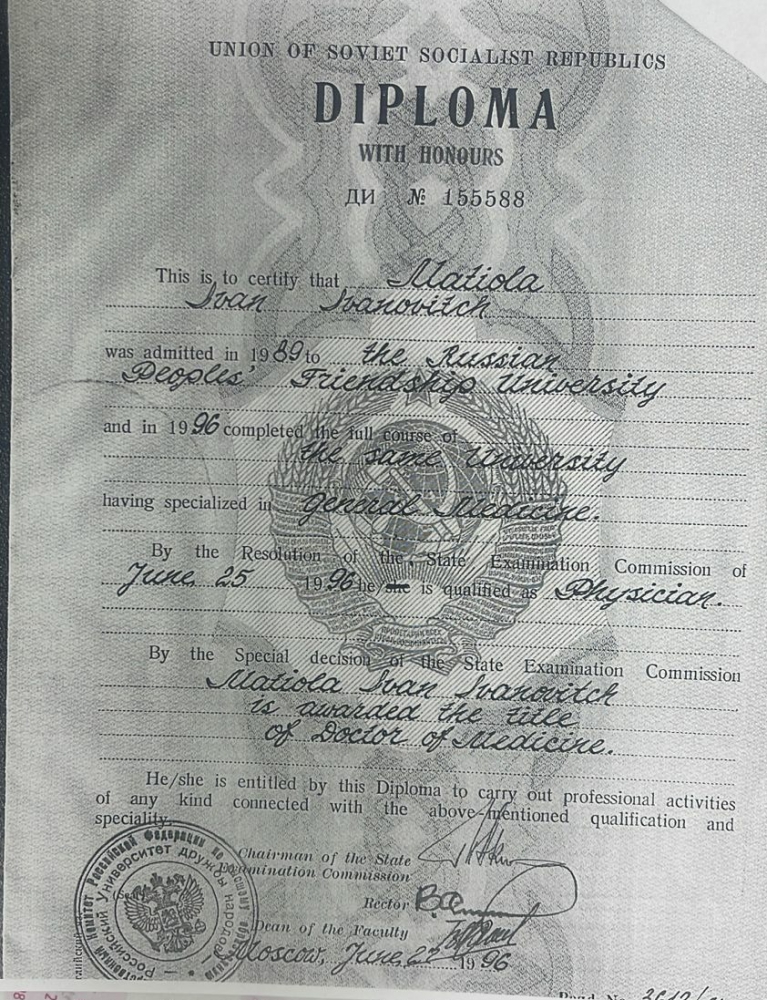 UNION OF SOVIET SOCIALIST REPUBLICS
DIPLOMA
WITH HONOURS
ДИ № 155588
This is to certify that Matiola
Ivan Ivanovitch
was admitted in 1989 to the Russian
Peoples' Friendship University
and in 1996 completed the full course of
the same University
having specialized in General Medicine.
By the Resolution of the State Examination Commission of
June 25 1996 he she is qualified as Physician.
By the Special decision of the State Examination Commission
Matiola Ivan Ivanovitch
is awarded the title
of Doctor of Medicine.
He/she is entitled by this Diploma to carry out professional activities
of any kind connected with the above-mentioned qualification and
speciality.
Chairman of the State
Examination Commission
Rector
Dean of the Faculty
Moscow, June, 1996
Российский Университет дружбы народов